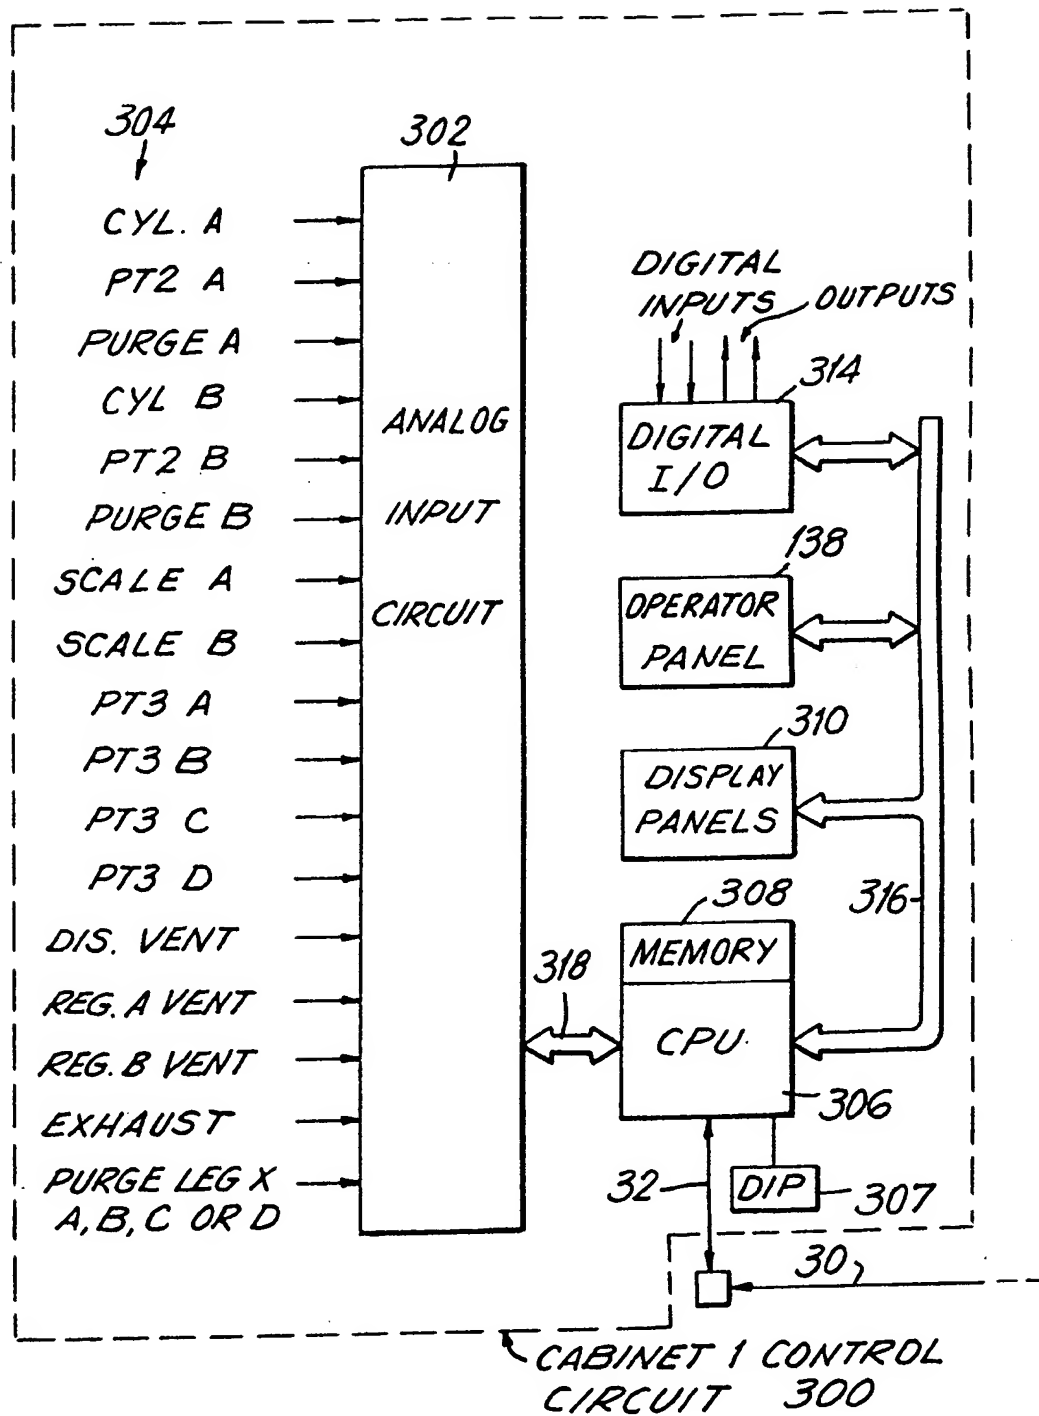 304
CYL. A
PT2 A
PURGE A
CYL B
PT2 B
PURGE B
SCALE A
SCALE B
PT3 A
PT3 B
PT3 C
PT3 D
DIS. VENT
REG. A VENT
REG. B VENT
EXHAUST
PURGE LEG X
A, B, C OR D
302
ANALOG
INPUT
CIRCUIT
DIGITAL
INPUTS
OUTPUTS
314
DIGITAL
I/O
138
OPERATOR
PANEL
310
DISPLAY
PANELS
316
308
MEMORY
318
CPU
306
32
DIP
307
30
CABINET 1 CONTROL
CIRCUIT 300